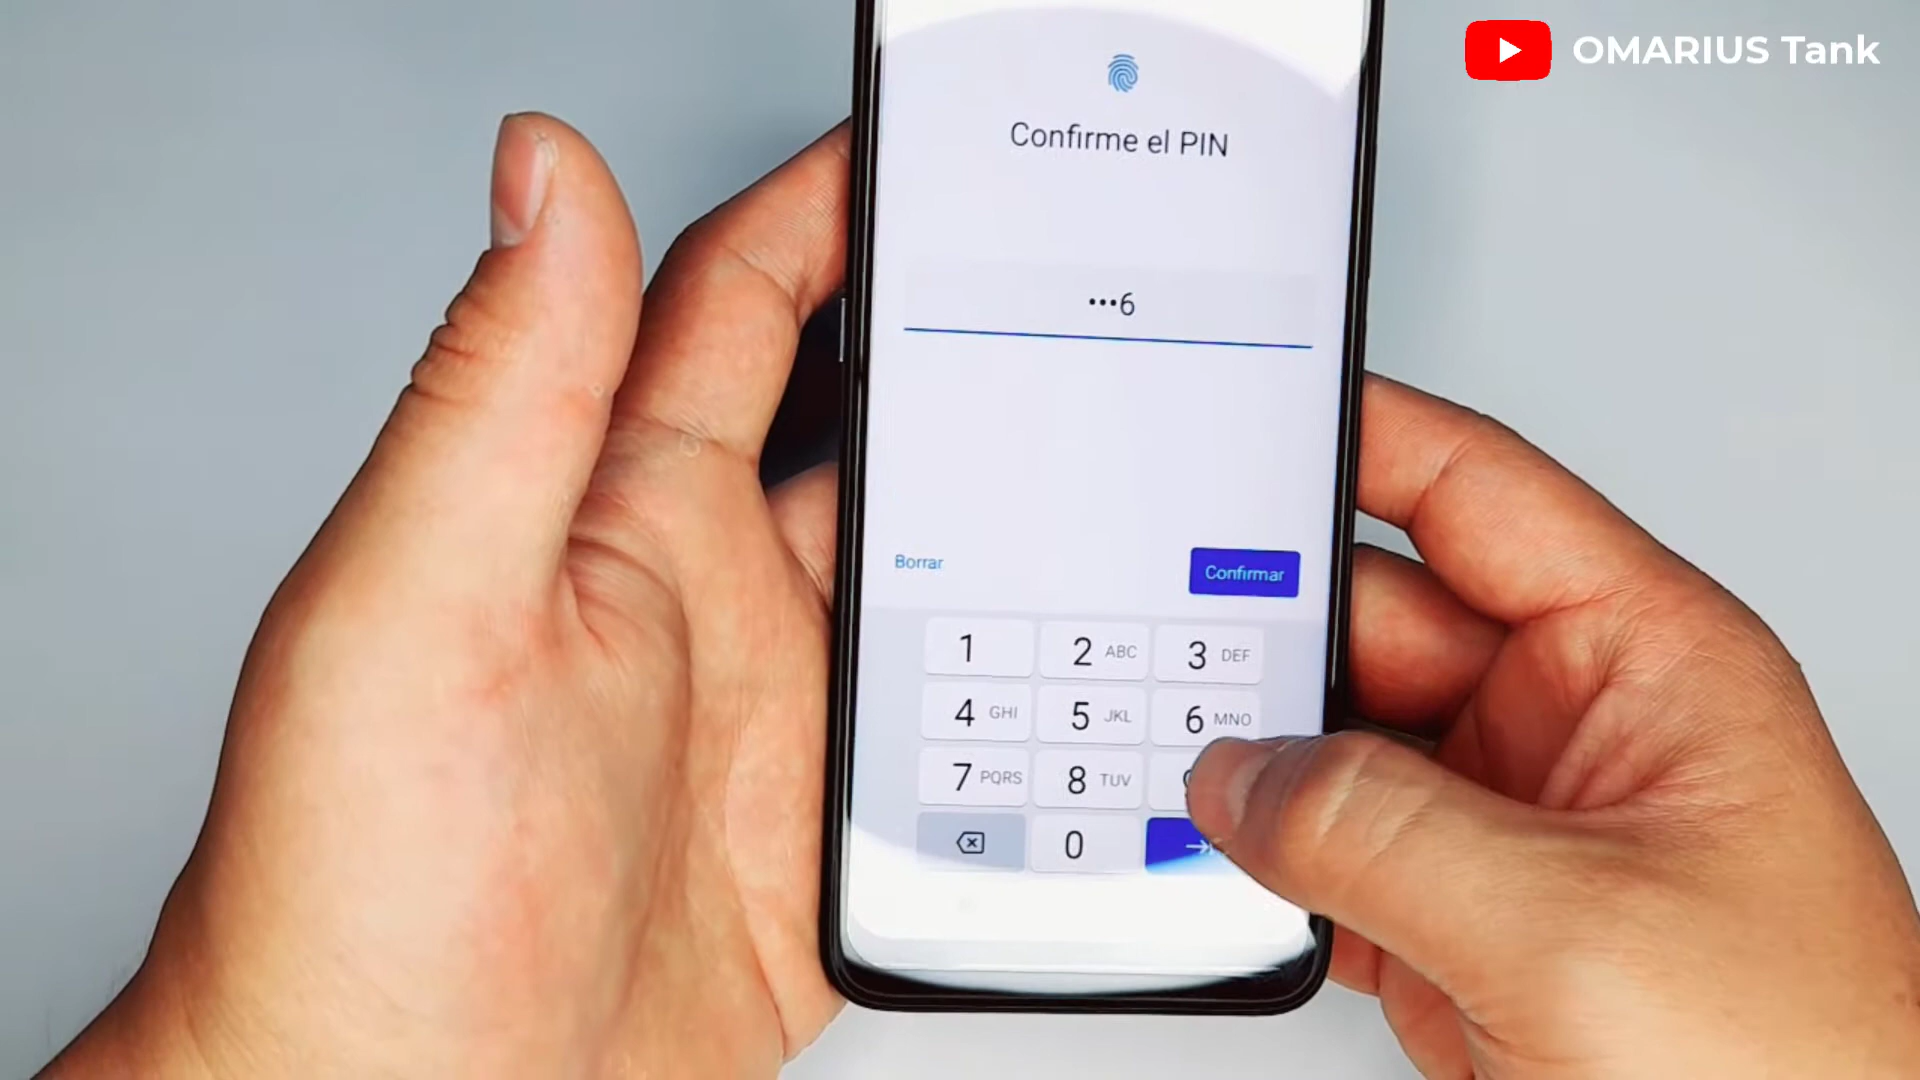 OMARIUS Tank
Confirme el PIN
•••6
Borrar
Confirmar
1
2 ABC
3 DEF
4 GHI
5 JKL
6 MNO
7 PQRS
8 TUV
0